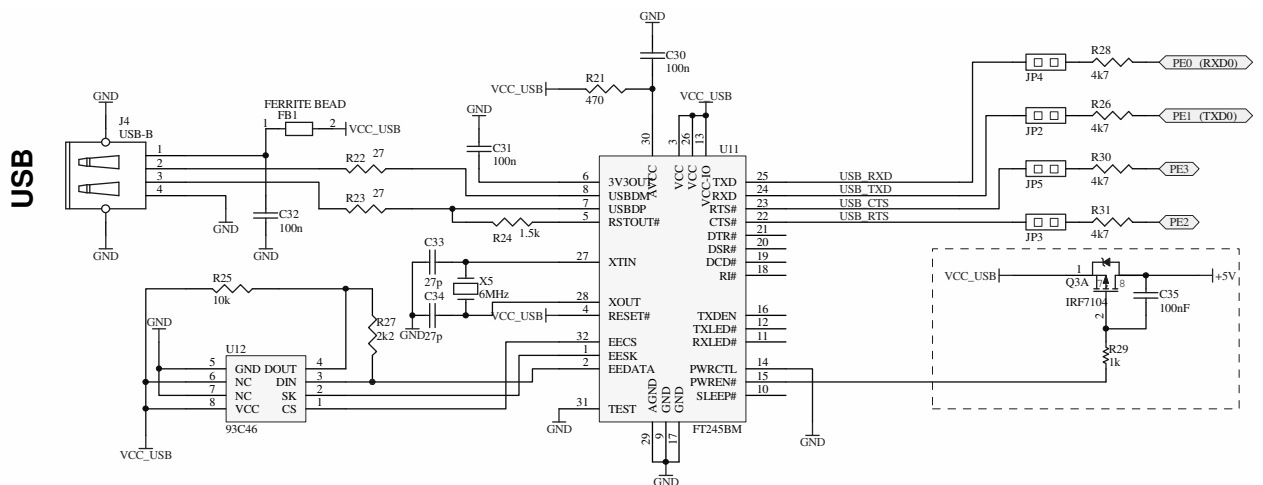 USB
GND
J4
USB-B
1
2
3
4
GND
FERRITE BEAD
FB1
1
2
VCC_USB
C32
100n
GND
GND
R22
27
R23
27
R24
1.5k
GND
C31
100n
GND
C30
100n
VCC_USB
R21
470
VCC_USB
30
3
26
13
U11
AVCC
VCC
VCC
VCC-IO
6
3V3OUT
8
USBDM
7
USBDP
5
RSTOUT#
27
XTIN
28
XOUT
4
RESET#
32
EECS
1
EESK
2
EEDATA
31
TEST
TXD
25
RXD
24
RTS#
23
CTS#
22
DTR#
21
DSR#
20
DCD#
19
RI#
18
TXDEN
16
TXLED#
12
RXLED#
11
PWRCTL
14
PWREN#
15
SLEEP#
10
AGND
GND
GND
29
9
17
FT245BM
GND
GND
GND
C33
27p
C34
27p
GND
X5
6MHz
VCC_USB
R25
10k
R27
2k2
GND
U12
5
GND
DOUT
4
6
NC
DIN
3
7
NC
SK
2
8
VCC
CS
1
93C46
VCC_USB
USB_RXD
USB_TXD
USB_CTS
USB_RTS
JP4
R28
4k7
PE0 (RXD0)
JP2
R26
4k7
PE1 (TXD0)
JP5
R30
4k7
PE3
JP3
R31
4k7
PE2
VCC_USB
1
Q3A
7
8
IRF7104
2
+5V
C35
100nF
R29
1k